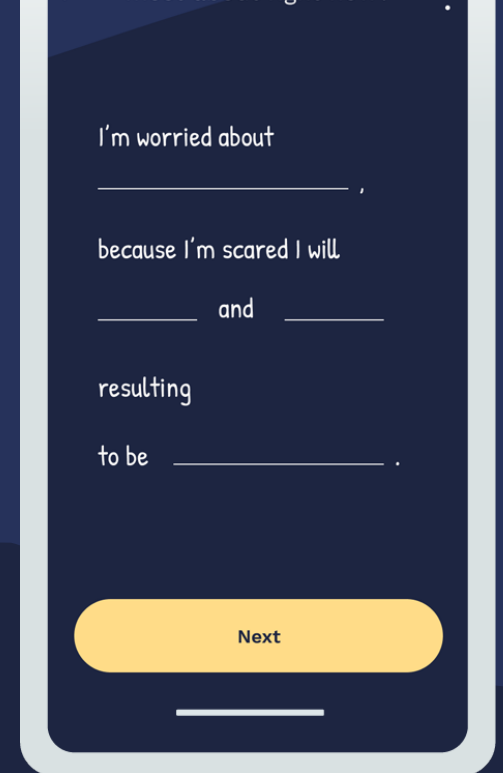 I'm worried about
,
because I'm scared I will
and
resulting
to be .
Next